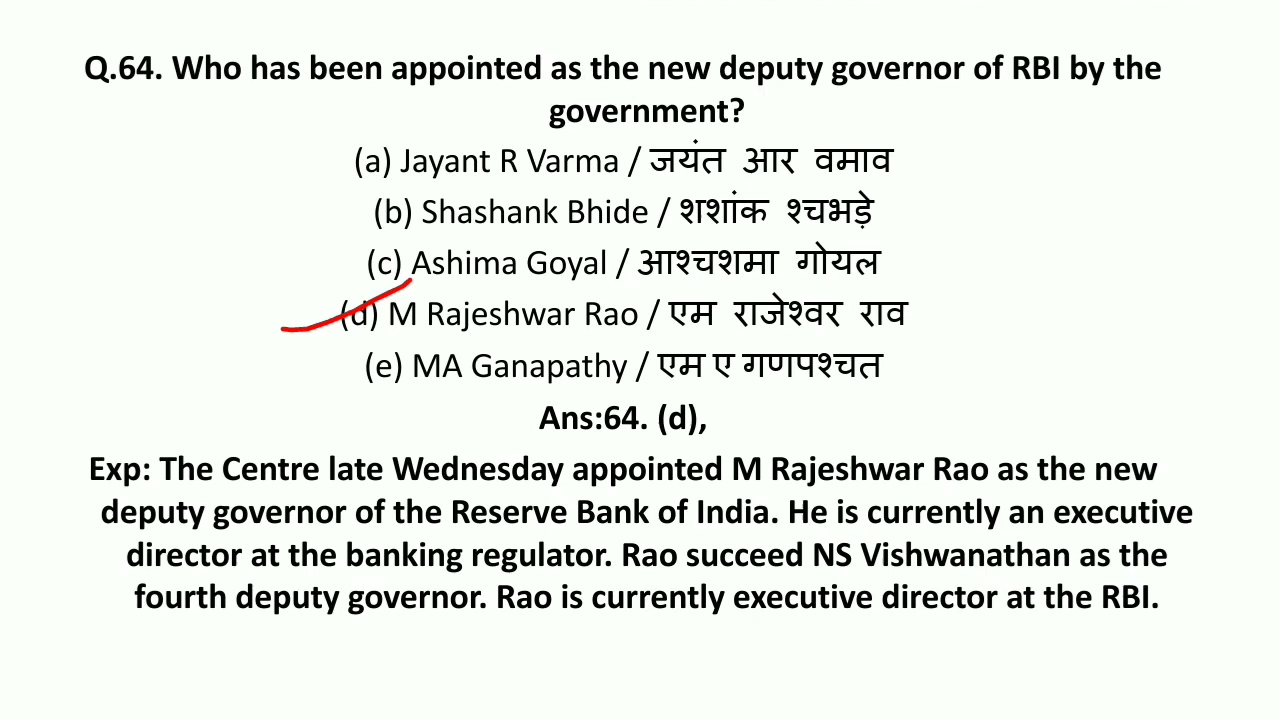 Q.64. Who has been appointed as the new deputy governor of RBI by the
government?
(a) Jayant R Varma / जयंत आर वमाव
(b) Shashank Bhide / शशांक श्चभड़े
(c) Ashima Goyal / आश्चशमा गोयल
(d) M Rajeshwar Rao / एम राजेश्वर राव
(e) MA Ganapathy / एम ए गणपश्चत
Ans:64. (d),
Exp: The Centre late Wednesday appointed M Rajeshwar Rao as the new
deputy governor of the Reserve Bank of India. He is currently an executive
director at the banking regulator. Rao succeed NS Vishwanathan as the
fourth deputy governor. Rao is currently executive director at the RBI.